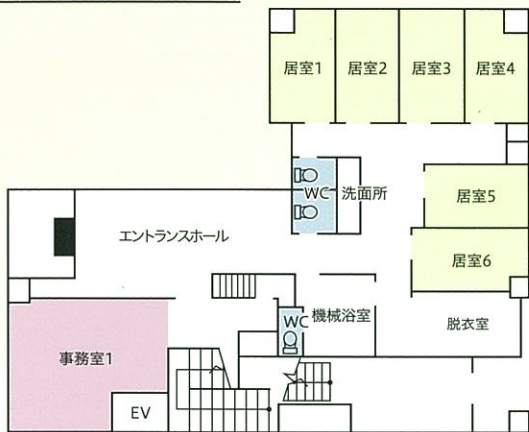 居室1
居室2
居室3
居室4
WC
洗面所
居室5
エントランスホール
居室6
WC
機械浴室
脱衣室
事務室1
EV